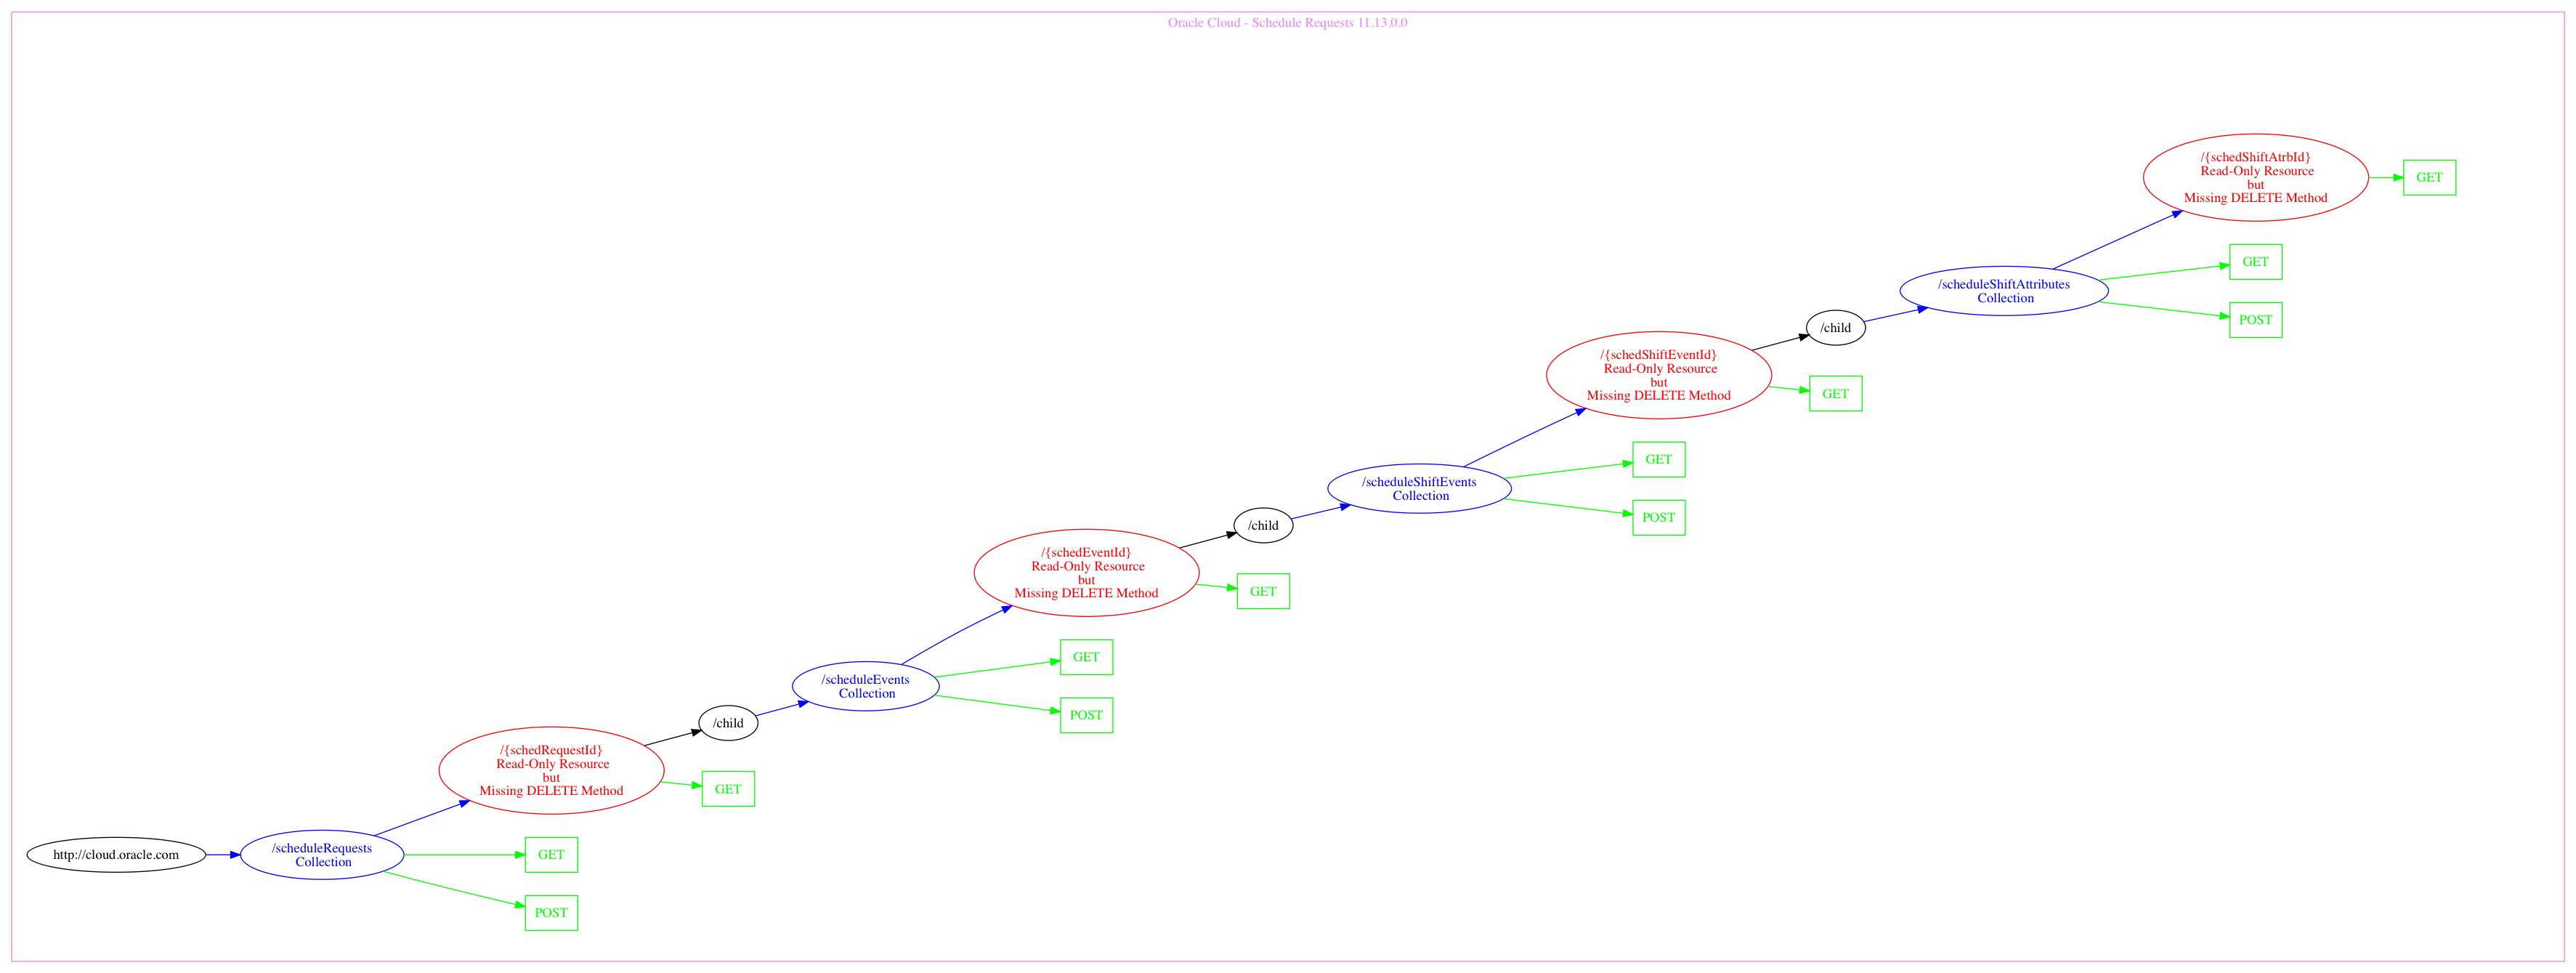 Oracle Cloud - Schedule Requests 11.13.0.0
/{schedShiftAtrbId}
Read-Only Resource
but
Missing DELETE Method
GET
GET
/scheduleShiftAttributes
Collection
POST
/child
/{schedShiftEventId}
Read-Only Resource
but
Missing DELETE Method
GET
GET
/scheduleShiftEvents
Collection
POST
/child
/{schedEventId}
Read-Only Resource
but
Missing DELETE Method
GET
GET
/scheduleEvents
Collection
POST
/child
/{schedRequestId}
Read-Only Resource
but
Missing DELETE Method
GET
http://cloud.oracle.com
/scheduleRequests
Collection
GET
POST